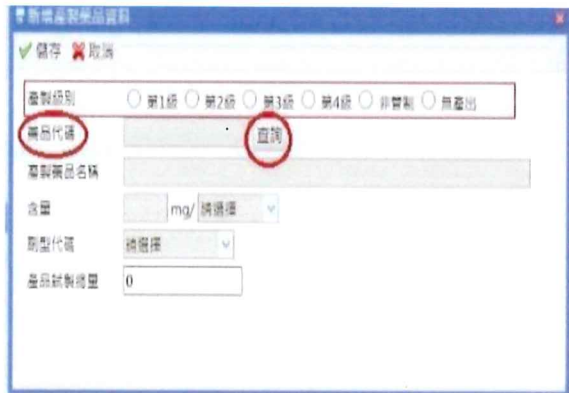 新增產製藥品資料
儲存 取消
產製級別 第1級 第2級 第3級 第4級 非管制 無產出
藥品代碼 查詢
產製藥品名稱
含量 mg/ 請選擇
劑型代碼 請選擇
產品試製總量 0